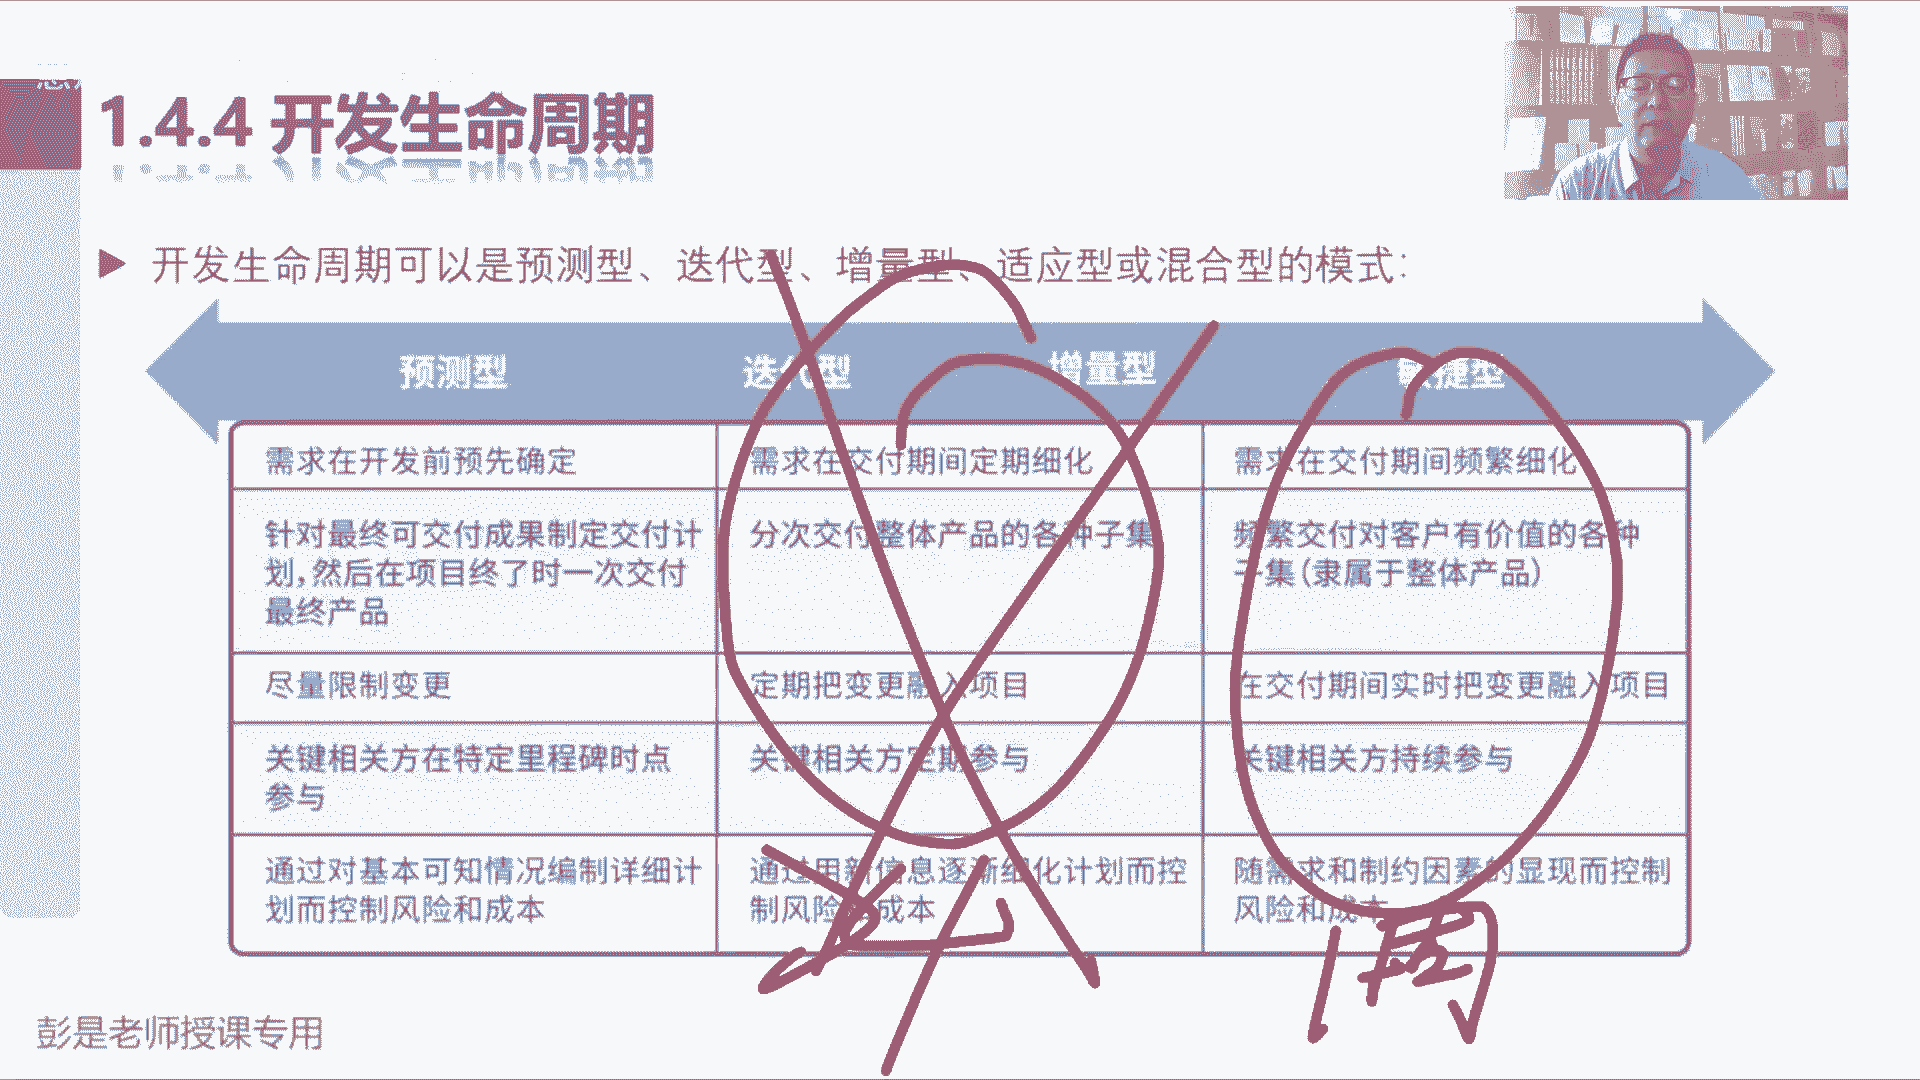 1.4.4 开发生命周期
开发生命周期可以是预测型、迭代型、增量型、适应型或混合型的模式:
预测型 迭代型 增量型 敏捷型
需求在开发前预先确定
需求在交付期间定期细化
需求在交付期间频繁细化
针对最终可交付成果制定交付计
划,然后在项目终了时一次交付
最终产品
分次交付整体产品的各种子集
频繁交付对客户有价值的各种
子集(隶属于整体产品)
尽量限制变更
定期把变更融入项目
在交付期间实时把变更融入项目
关键相关方在特定里程碑时点
参与
关键相关方定期参与
关键相关方持续参与
通过对基本可知情况编制详细计
划而控制风险和成本
通过用新信息逐渐细化计划而控
制风险和成本
随需求和制约因素的显现而控制
风险和成本
1周
彭是老师授课专用